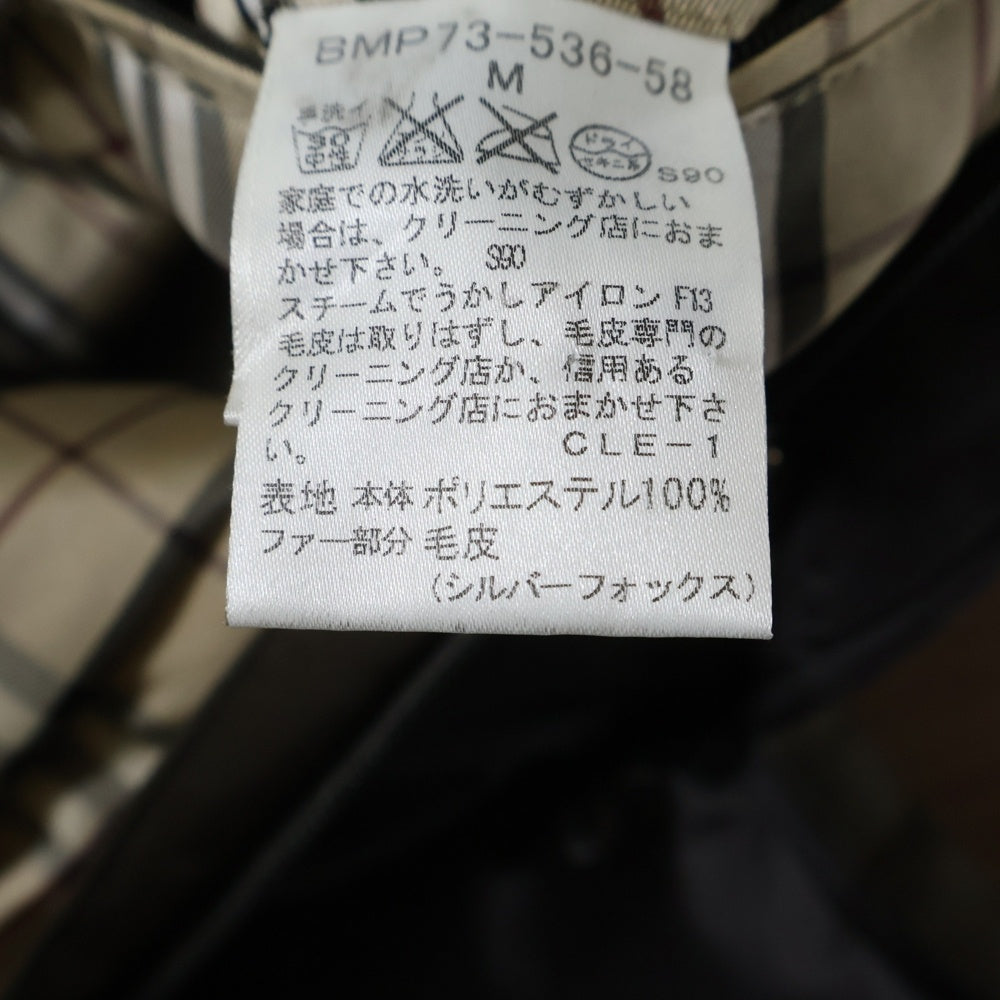 BMP73-536-58
M
手洗イ
中性
ドライ
セキユ系
S90
家庭での水洗いがむずかしい
場合は、クリーニング店におま
かせ下さい。 S90
スチームでうかしアイロン F13
毛皮は取りはずし、毛皮専門の
クリーニング店か、信用ある
クリーニング店におまかせ下さ
い。 CLE-1
表地 本体 ポリエステル100%
ファー部分 毛皮
(シルバーフォックス)